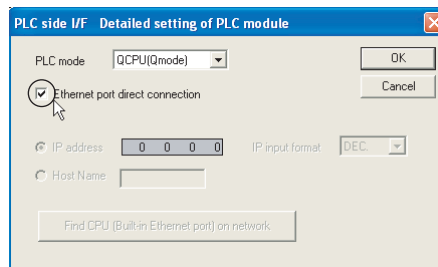 PLC side I/F Detailed setting of PLC module
PLC mode QCPU(Qmode) OK
Ethernet port direct connection Cancel
IP address 0 0 0 0 IP input format DEC.
Host Name
Find CPU (Built-in Ethernet port) on network